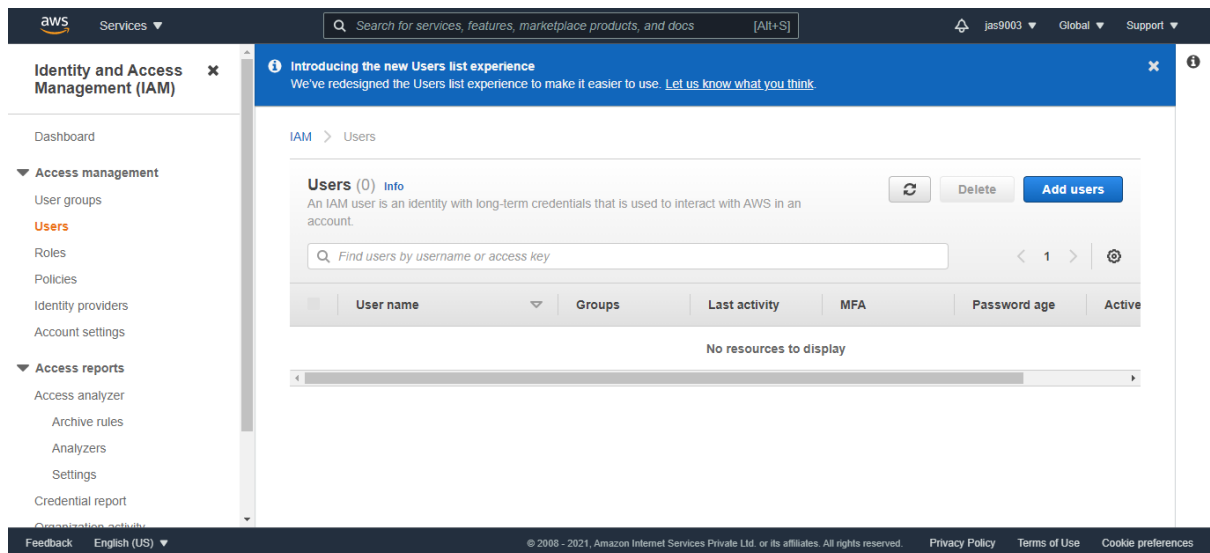 aws Services ▼ Search for services, features, marketplace products, and docs [Alt+S] jas9003 ▼ Global ▼ Support ▼
Identity and Access
Management (IAM)
Dashboard
Access management
User groups
Users
Roles
Policies
Identity providers
Account settings
Access reports
Access analyzer
Archive rules
Analyzers
Settings
Credential report
Organization activity
Introducing the new Users list experience
We've redesigned the Users list experience to make it easier to use. Let us know what you think.
IAM > Users
Users (0) Info
An IAM user is an identity with long-term credentials that is used to interact with AWS in an
account.
Delete Add users
Find users by username or access key
< 1 >
User name Groups Last activity MFA Password age Active
No resources to display
Feedback English (US) ▼ © 2008 - 2021, Amazon Internet Services Private Ltd. or its affiliates. All rights reserved. Privacy Policy Terms of Use Cookie preferences